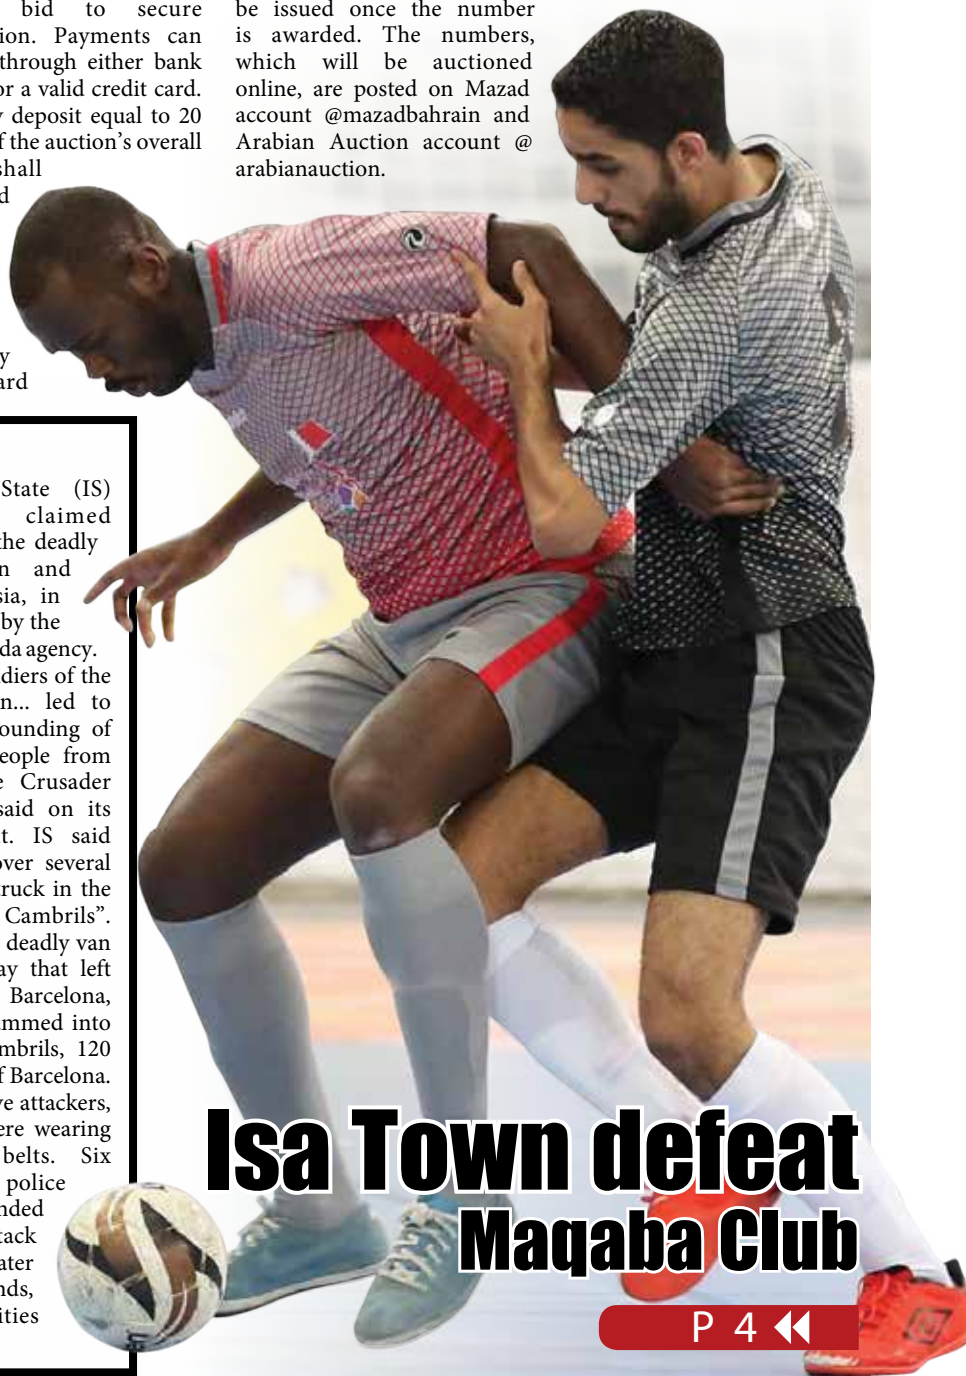 bid to secure
ion. Payments can
through either bank
or a valid credit card.
deposit equal to 20
f the auction's overall
shall
d
y
ard
be issued once the number
is awarded. The numbers,
which will be auctioned
online, are posted on Mazad
account @mazadbahrain and
Arabian Auction account @
arabianauction.
State (IS)
claimed
the deadly
n and
sia, in
by the
da agency.
ldiers of the
n... led to
ounding of
eople from
e Crusader
said on its
t. IS said
over several
truck in the
Cambrils”.
deadly van
ay that left
Barcelona,
ammed into
mbrils, 120
f Barcelona.
ve attackers,
ere wearing
belts. Six
police
nded
tack
ater
nds,
ities
Isa Town defeat
Maqaba Club
P 4